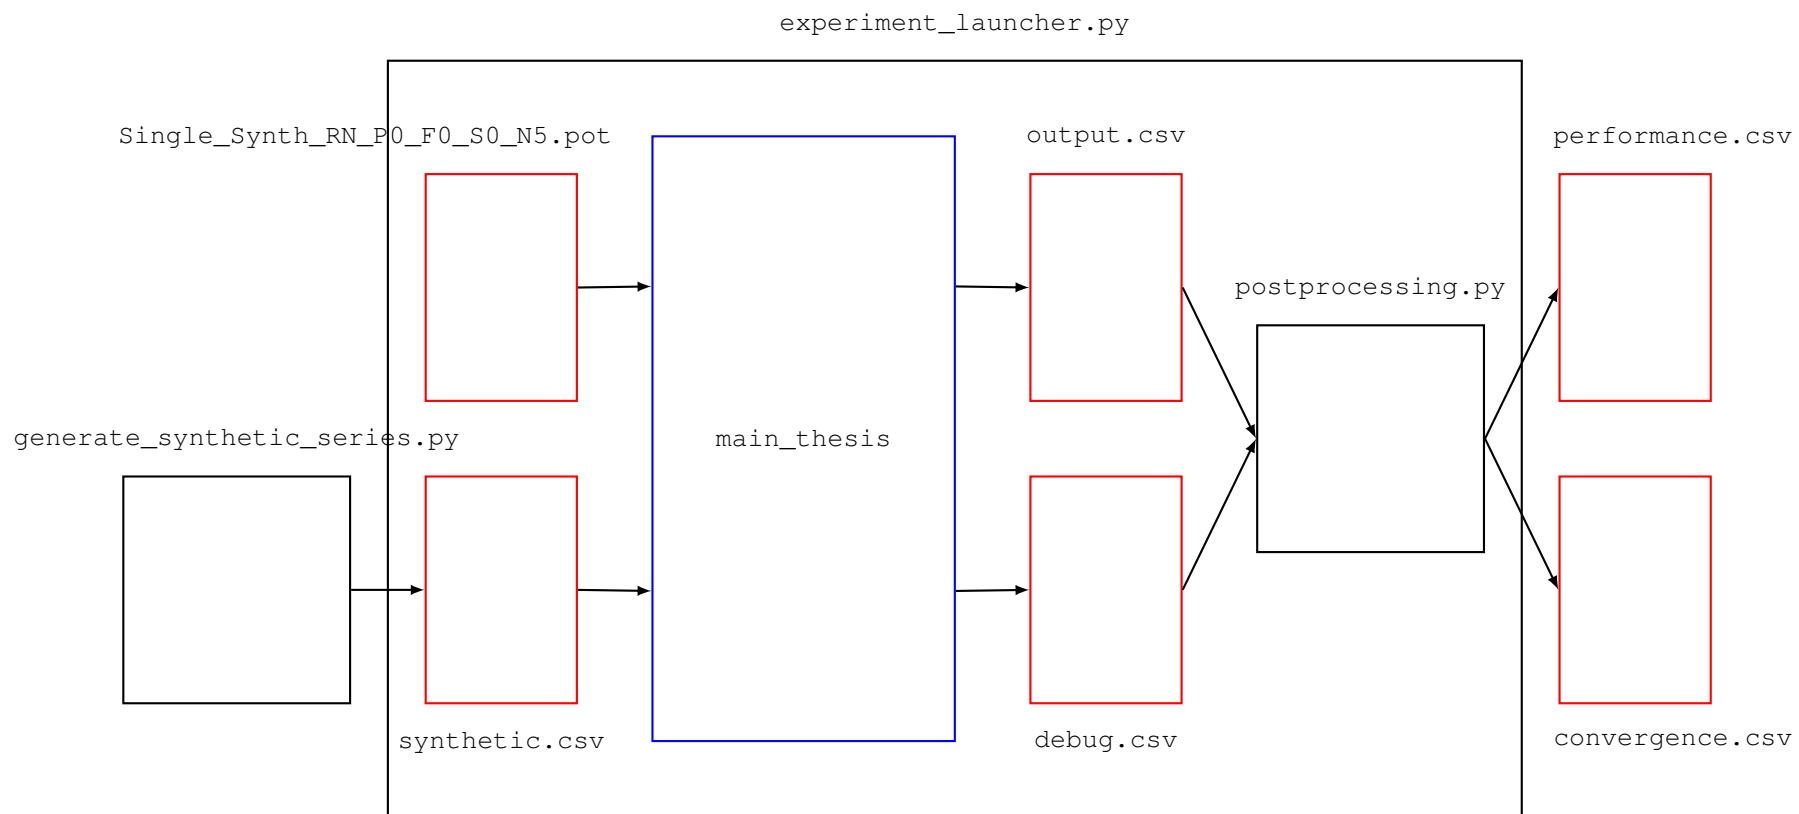 experiment_launcher.py
Single_Synth_RN_P0_F0_S0_N5.pot
output.csv
performance.csv
postprocessing.py
generate_synthetic_series.py
main_thesis
synthetic.csv
debug.csv
convergence.csv